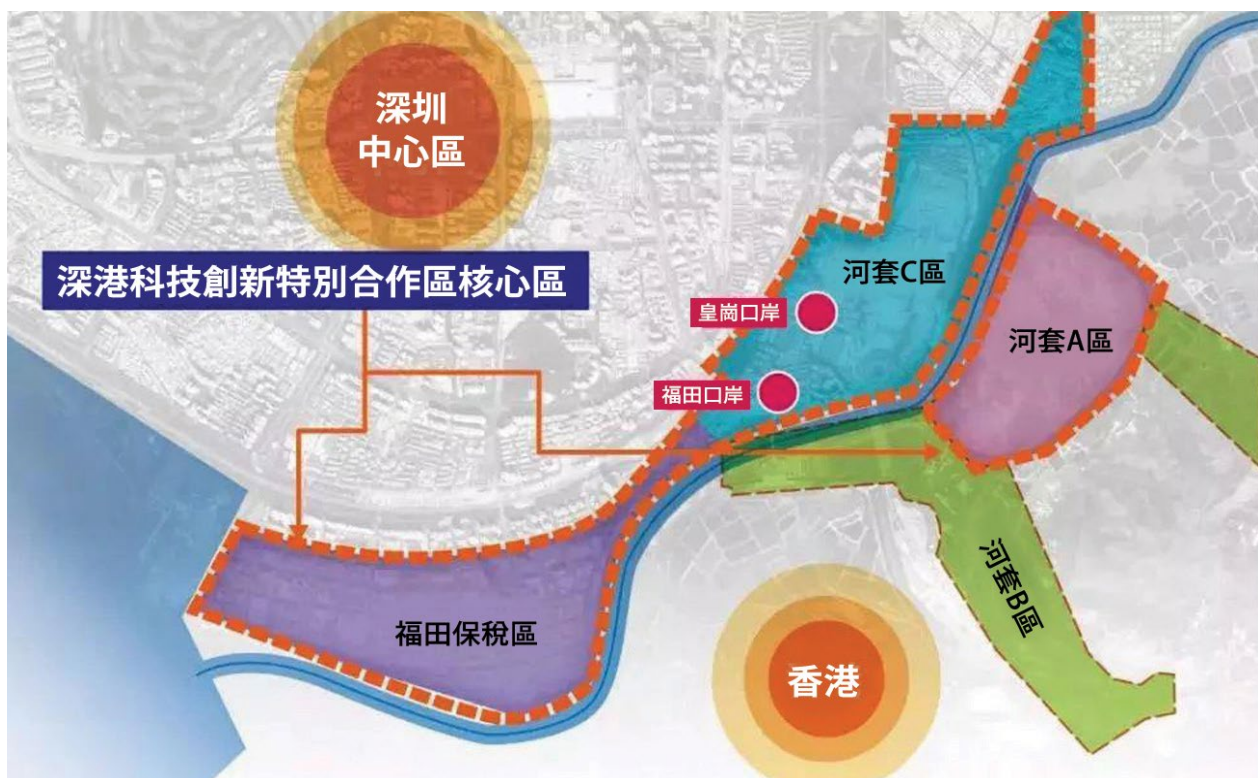 深圳
中心區
深港科技創新特別合作區核心區
河套C區
皇崗口岸
河套A區
福田口岸
河套B區
福田保稅區
香港